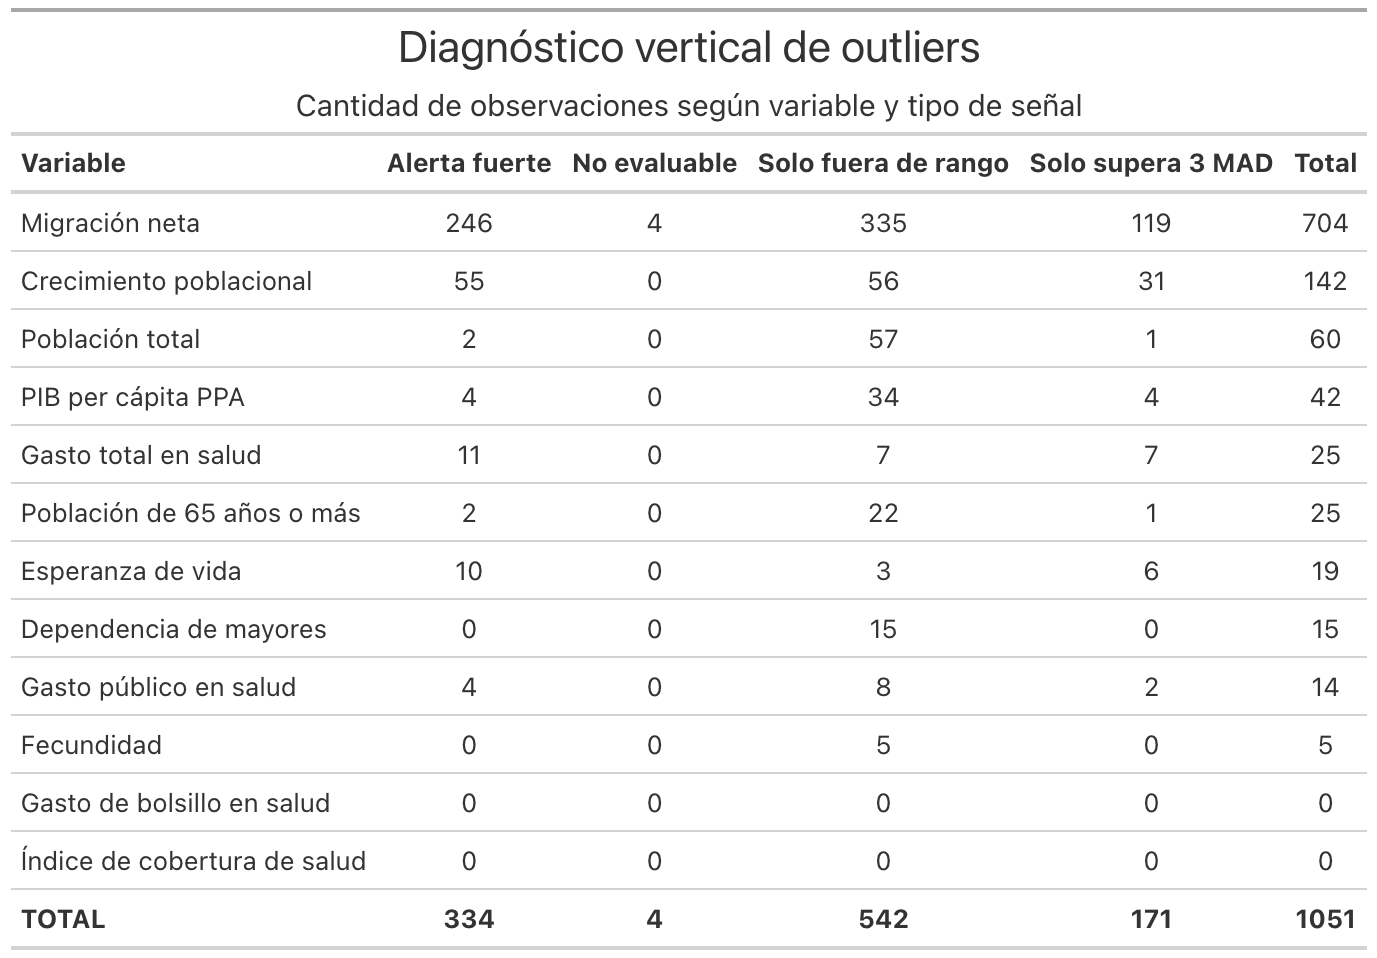 Diagnóstico vertical de outliers
Cantidad de observaciones según variable y tipo de señal
Variable Alerta fuerte No evaluable Solo fuera de rango Solo supera 3 MAD Total
Migración neta 246 4 335 119 704
Crecimiento poblacional 55 0 56 31 142
Población total 2 0 57 1 60
PIB per cápita PPA 4 0 34 4 42
Gasto total en salud 11 0 7 7 25
Población de 65 años o más 2 0 22 1 25
Esperanza de vida 10 0 3 6 19
Dependencia de mayores 0 0 15 0 15
Gasto público en salud 4 0 8 2 14
Fecundidad 0 0 5 0 5
Gasto de bolsillo en salud 0 0 0 0 0
Índice de cobertura de salud 0 0 0 0 0
TOTAL 334 4 542 171 1051